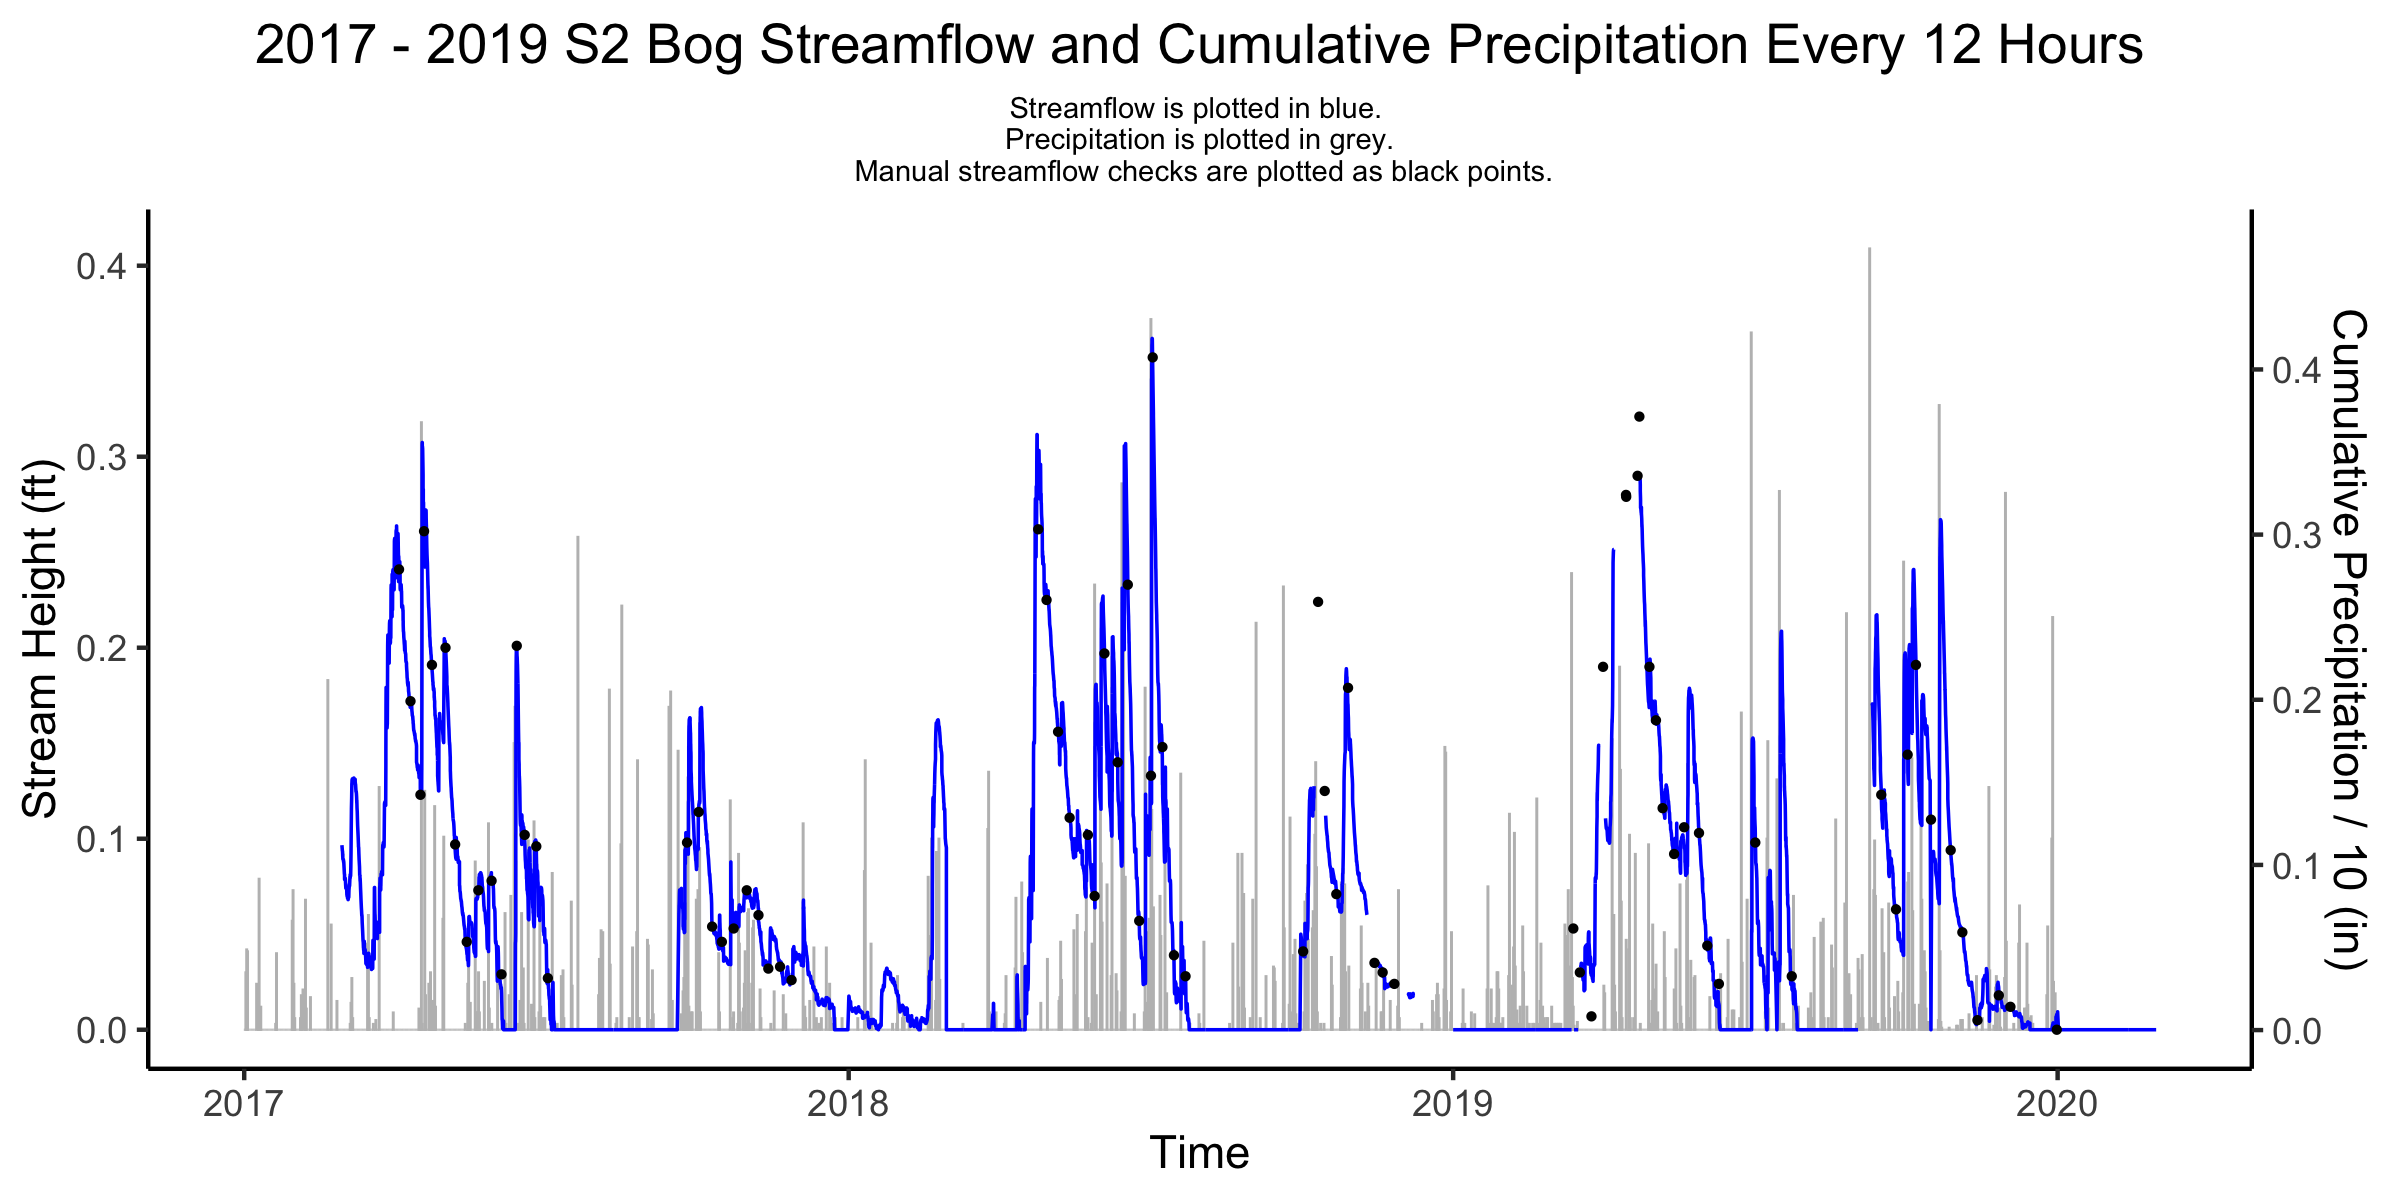 2017 - 2019 S2 Bog Streamflow and Cumulative Precipitation Every 12 Hours
Streamflow is plotted in blue.
Precipitation is plotted in grey.
Manual streamflow checks are plotted as black points.
Stream Height (ft)
0.4
0.3
0.2
0.1
0.0
Cumulative Precipitation / 10 (in)
0.4
0.3
0.2
0.1
0.0
2017
2018
2019
2020
Time